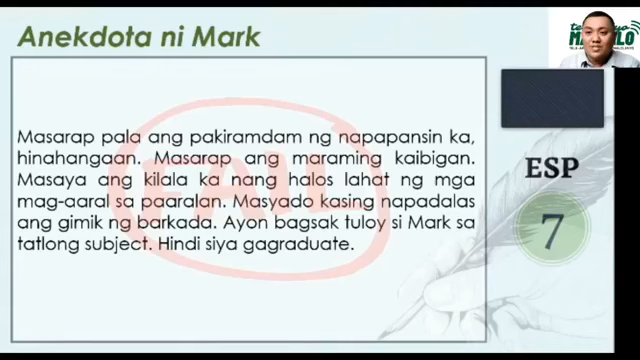 Anekdota ni Mark
Masarap pala ang pakiramdam ng napapansin ka,
hinahangaan. Masarap ang maraming kaibigan.
Masaya ang kilala ka nang halos lahat ng mga
mag-aaral sa paaralan. Masyado kasing napadalas
ang gimik ng barkada. Ayon bagsak tuloy si Mark sa
tatlong subject. Hindi siya gagraduate.
FAIL
ESP
7